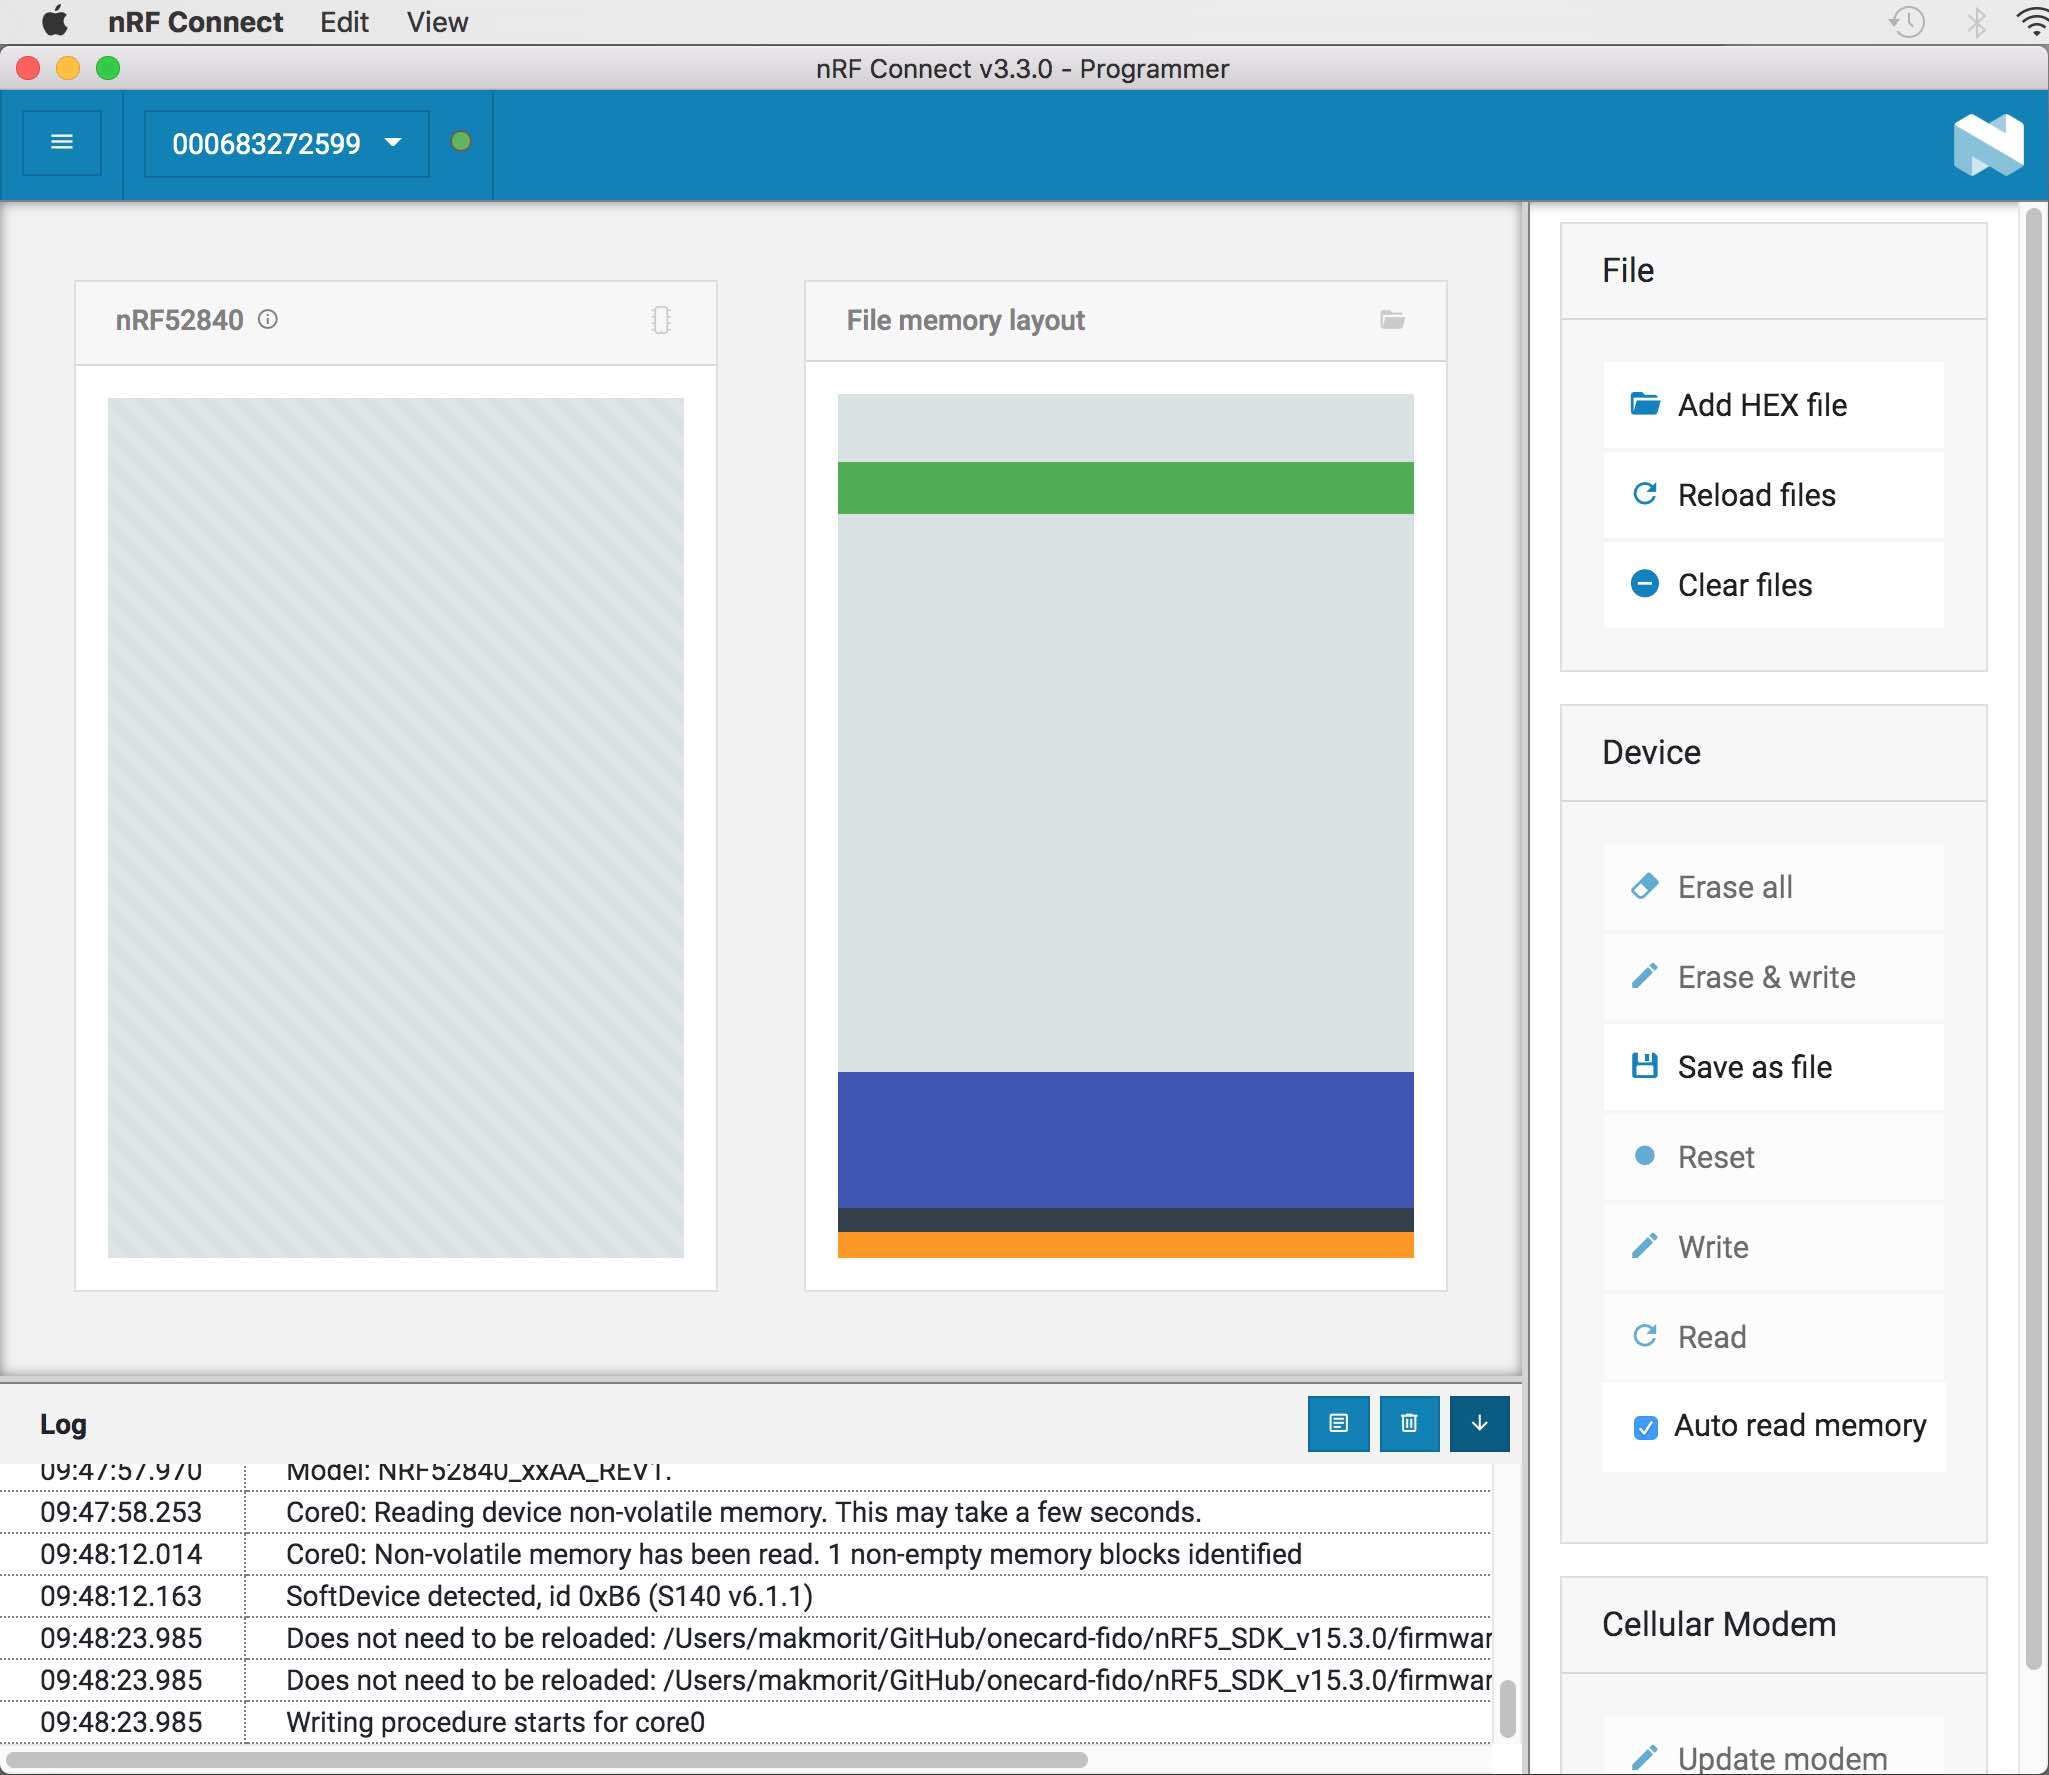 nRF Connect Edit View
nRF Connect v3.3.0 - Programmer
000683272599
nRF52840
File memory layout
File
Add HEX file
Reload files
Clear files
Device
Erase all
Erase & write
Save as file
Reset
Write
Read
Auto read memory
Cellular Modem
Update modem
Log
09:47:57.970 Model: NRF52840_xxAA_REV1.
09:47:58.253 Core0: Reading device non-volatile memory. This may take a few seconds.
09:48:12.014 Core0: Non-volatile memory has been read. 1 non-empty memory blocks identified
09:48:12.163 SoftDevice detected, id 0xB6 (S140 v6.1.1)
09:48:23.985 Does not need to be reloaded: /Users/makmorit/GitHub/onecard-fido/nRF5_SDK_v15.3.0/firmwar
09:48:23.985 Does not need to be reloaded: /Users/makmorit/GitHub/onecard-fido/nRF5_SDK_v15.3.0/firmwar
09:48:23.985 Writing procedure starts for core0